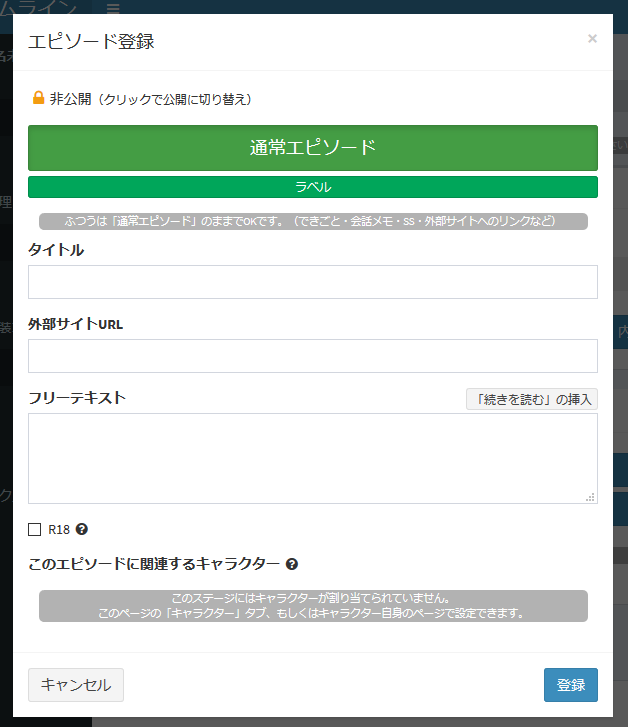 ムライン
エピソード登録
×
非公開（クリックで公開に切り替え）
通常エピソード
ラベル
ふつうは「通常エピソード」のままでOKです。（できごと・会話メモ・SS・外部サイトへのリンクなど）
タイトル
外部サイトURL
フリーテキスト
「続きを読む」の挿入
R18
このエピソードに関連するキャラクター
このステージにはキャラクターが割り当てられていません。
このページの「キャラクター」タブ、もしくはキャラクター自身のページで設定できます。
キャンセル
登録
理
装
ク
内